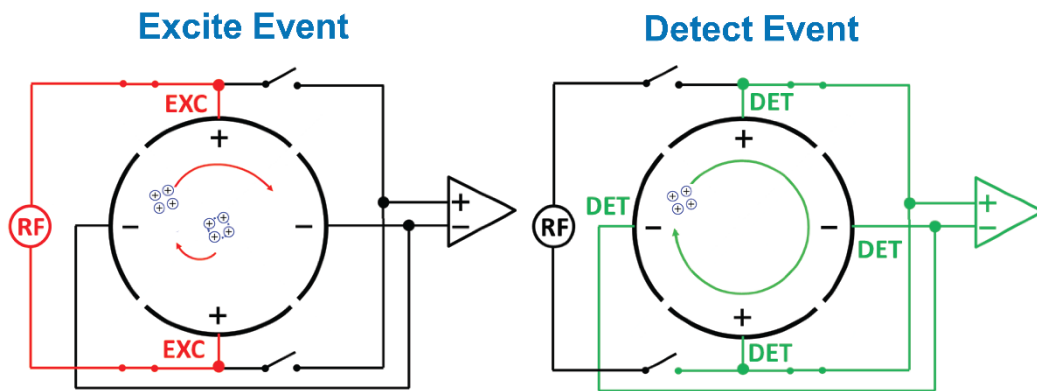 Excite Event
EXC
+
RF
− −
+
−
+
EXC
Detect Event
DET
+
DET
RF
− −
DET
+
−
+
DET